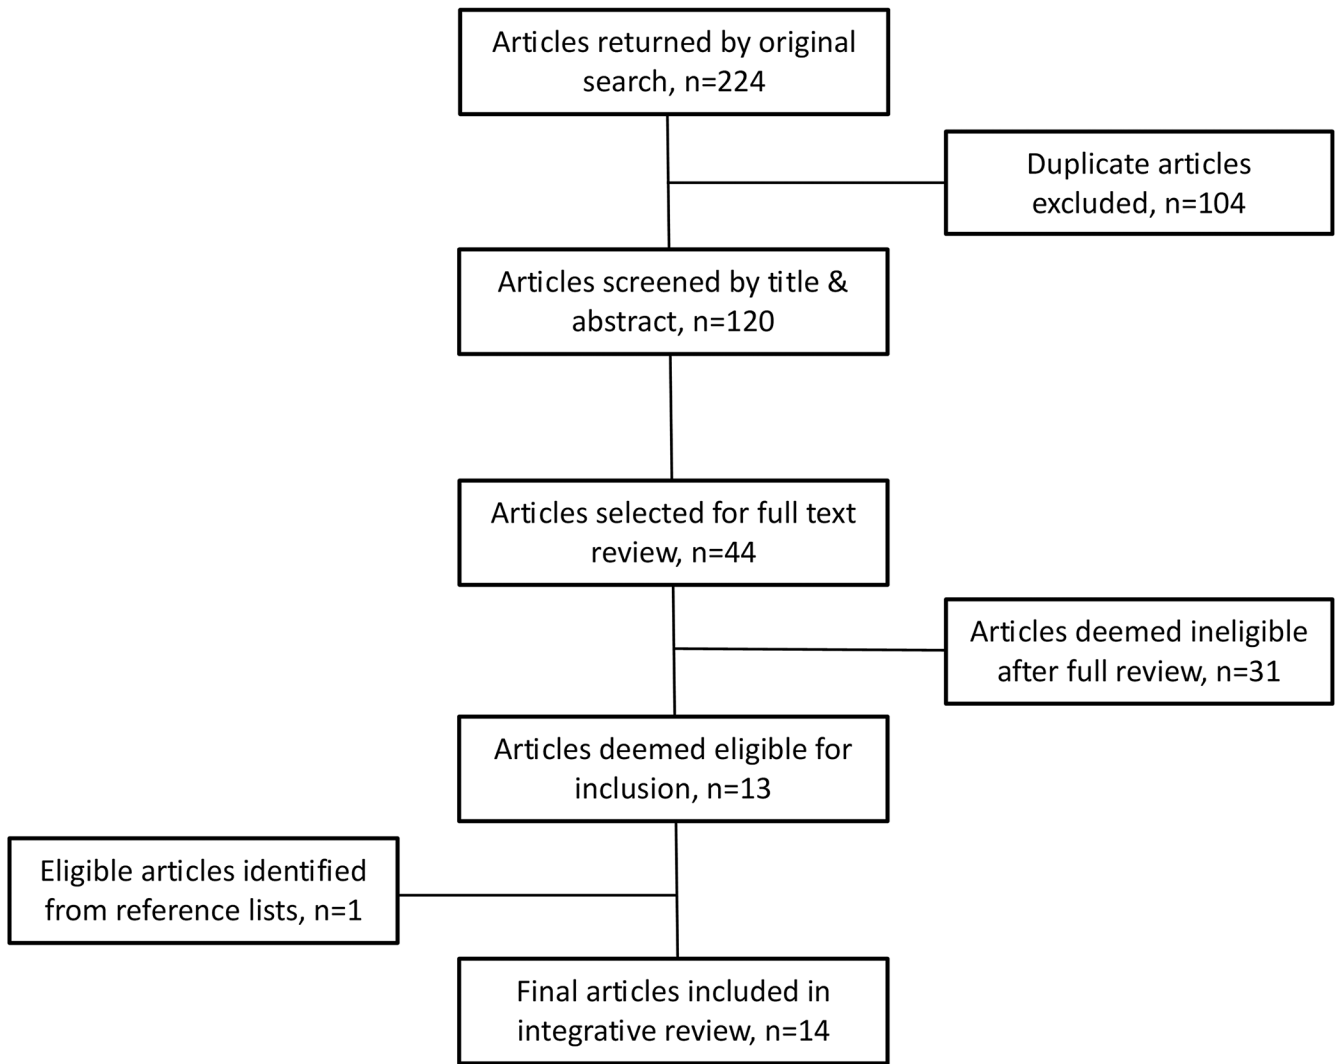 Articles returned by original
search, n=224
Duplicate articles
excluded, n=104
Articles screened by title &
abstract, n=120
Articles selected for full text
review, n=44
Articles deemed ineligible
after full review, n=31
Articles deemed eligible for
inclusion, n=13
Eligible articles identified
from reference lists, n=1
Final articles included in
integrative review, n=14